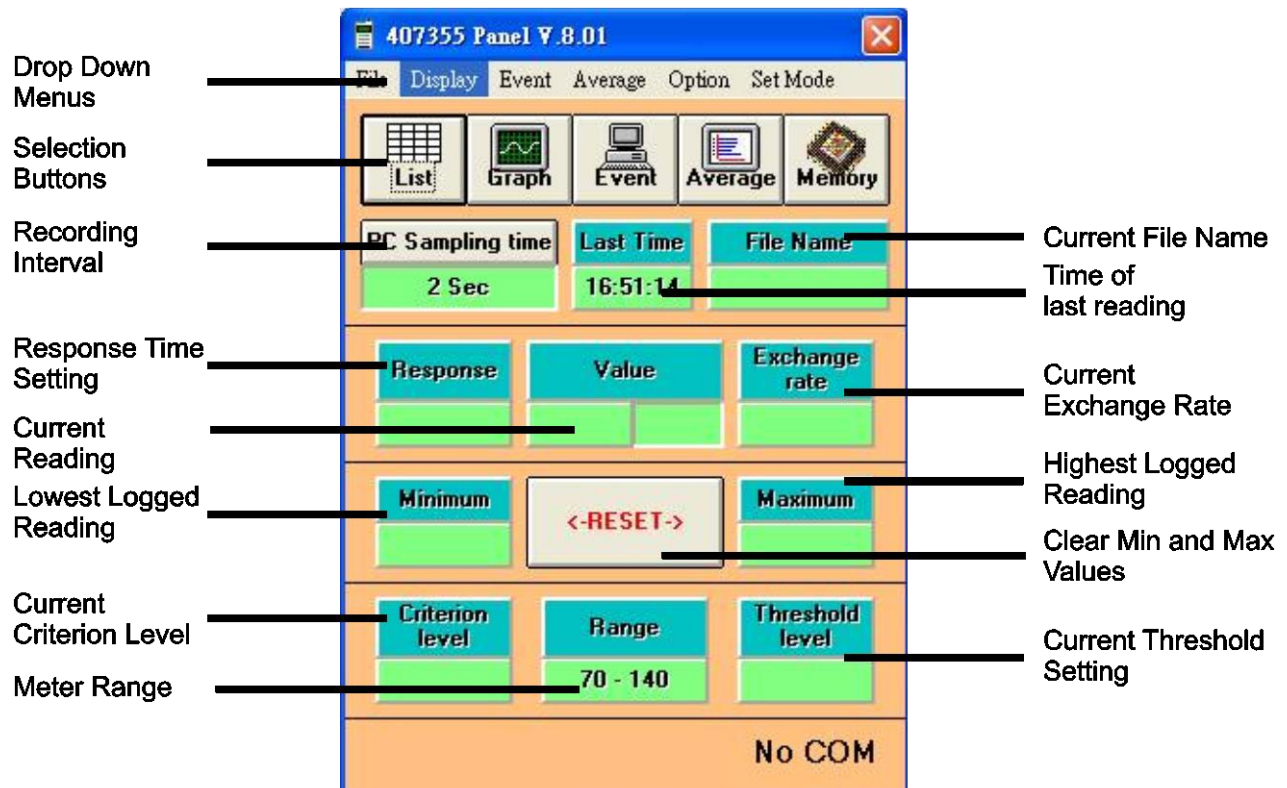 407355 Panel V.8.01
Drop Down
Menus
File Display Event Average Option Set Mode
Selection
Buttons
List Graph Event Average Memory
Recording
Interval
PC Sampling time Last Time File Name
Current File Name
2 Sec 16:51:14
Time of
last reading
Response Time
Setting
Response Value Exchange
rate
Current
Exchange Rate
Current
Reading
Lowest Logged
Reading
Minimum <-RESET-> Maximum
Highest Logged
Reading
Clear Min and Max
Values
Current
Criterion Level
Criterion
level
Range
Threshold
level
Current Threshold
Setting
Meter Range
70 - 140
No COM